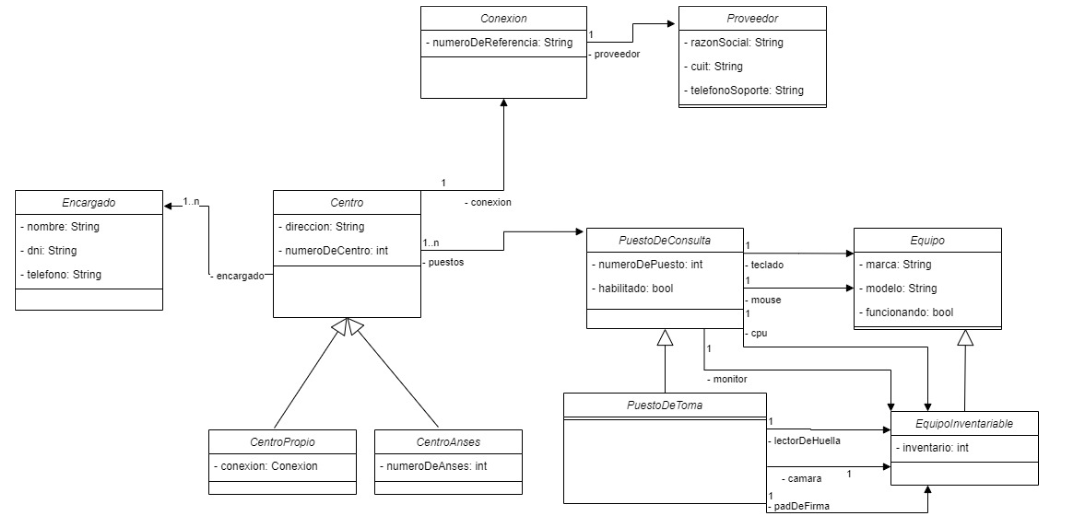 Conexion
- numeroDeReferencia: String
1
- proveedor
Proveedor
- razonSocial: String
- cuit: String
- telefonoSoporte: String
1
- conexion
Encargado
- nombre: String
- dni: String
- telefono: String
1..n
- encargado
Centro
- direccion: String
- numeroDeCentro: int
1..n
- puestos
PuestoDeConsulta
- numeroDePuesto: int
- habilitado: bool
1
- teclado
1
- mouse
1
- cpu
1
- monitor
Equipo
- marca: String
- modelo: String
- funcionando: bool
CentroPropio
- conexion: Conexion
CentroAnses
- numeroDeAnses: int
PuestoDeToma
1
- lectorDeHuella
- camara
1
1
- padDeFirma
EquipoInventariable
- inventario: int